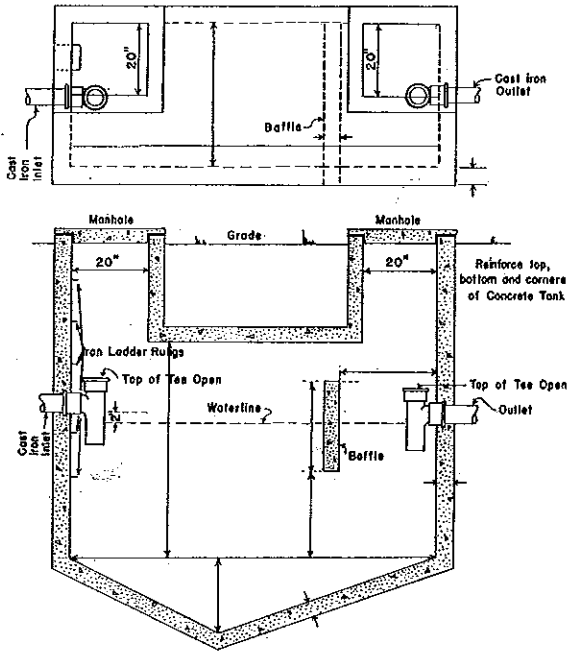 20"
20"
Cast Iron
Outlet
Baffle
Cast
Iron
Inlet
Manhole
Grade
Manhole
20"
20"
Reinforce top,
bottom and corners
of Concrete Tank
Iron Ladder Rungs
Top of Tee Open
Top of Tee Open
Waterline
2"
Outlet
Cast
Iron
Inlet
Baffle